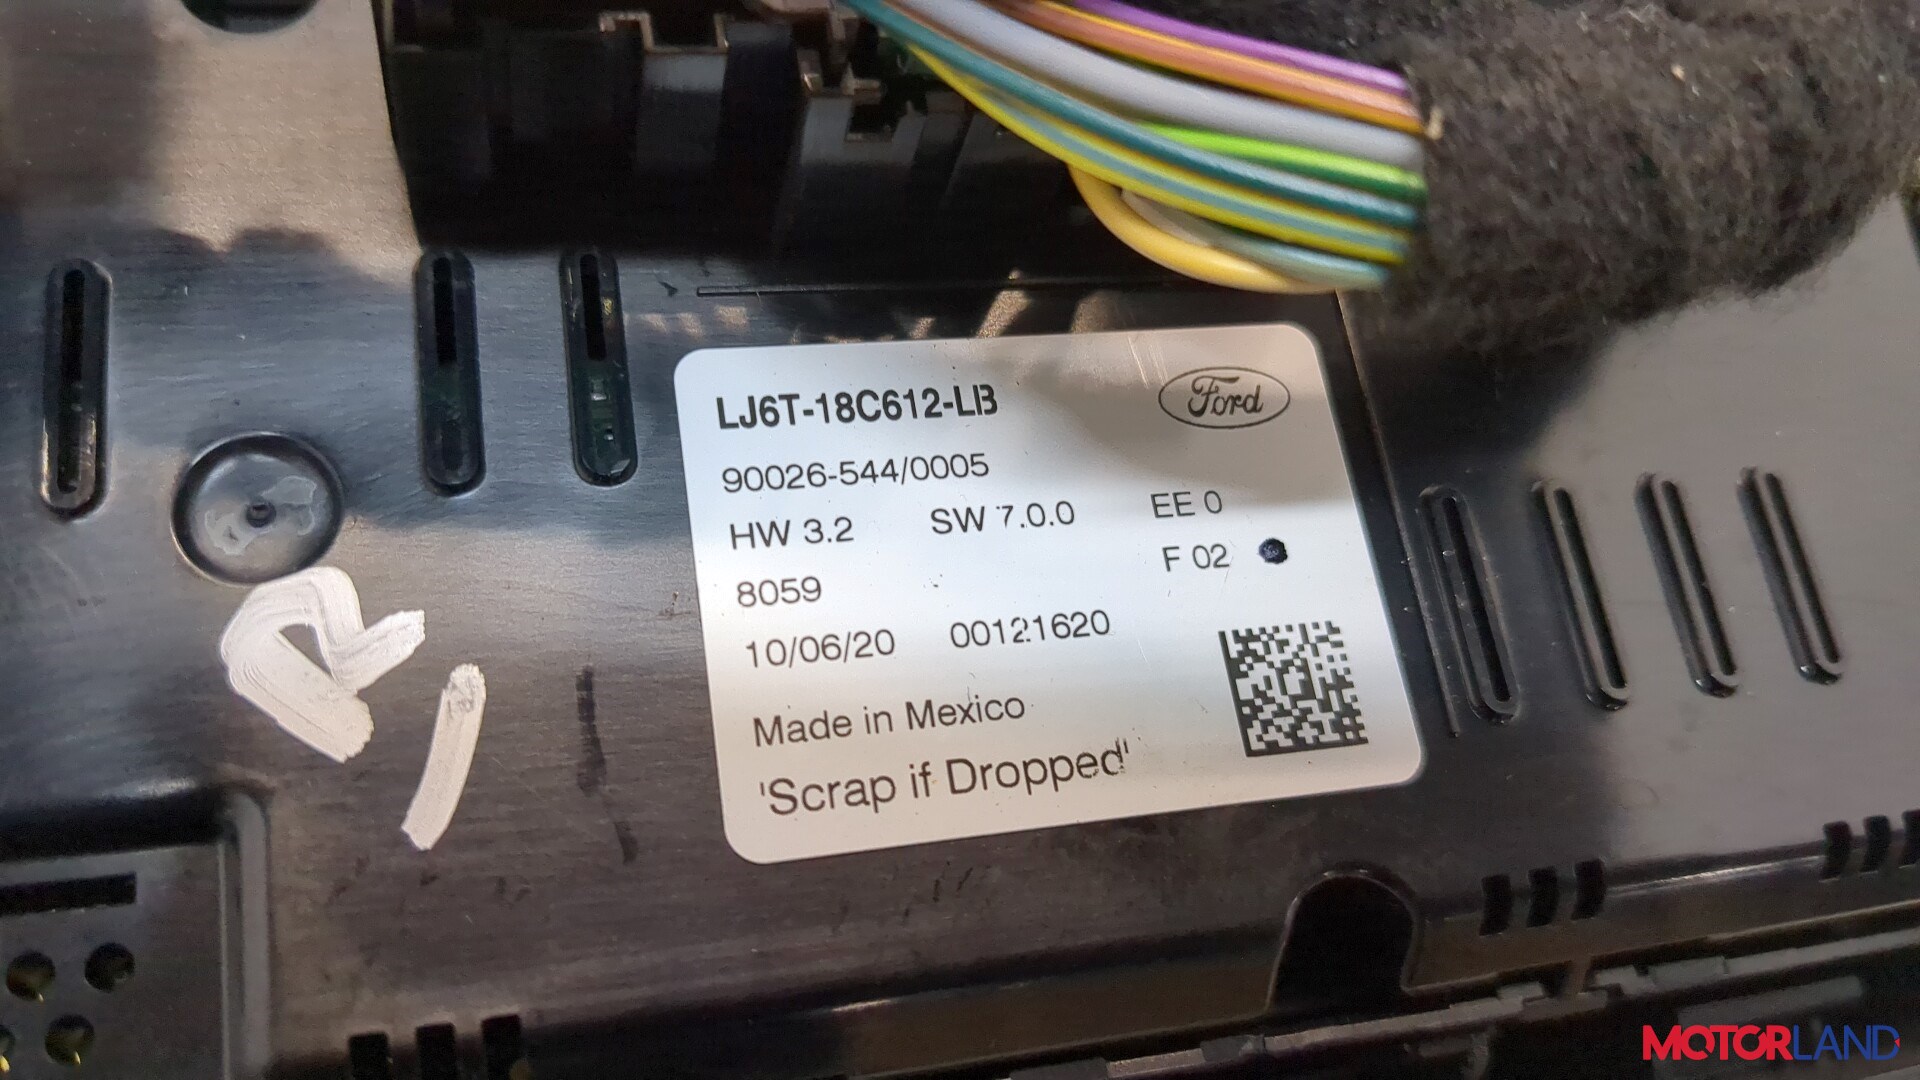 LJ6T-18C612-LB
Ford
90026-544/0005
HW 3.2 SW 7.0.0 EE 0
8059 F 02
10/06/20 00121620
Made in Mexico
'Scrap if Dropped'
MOTORLAND